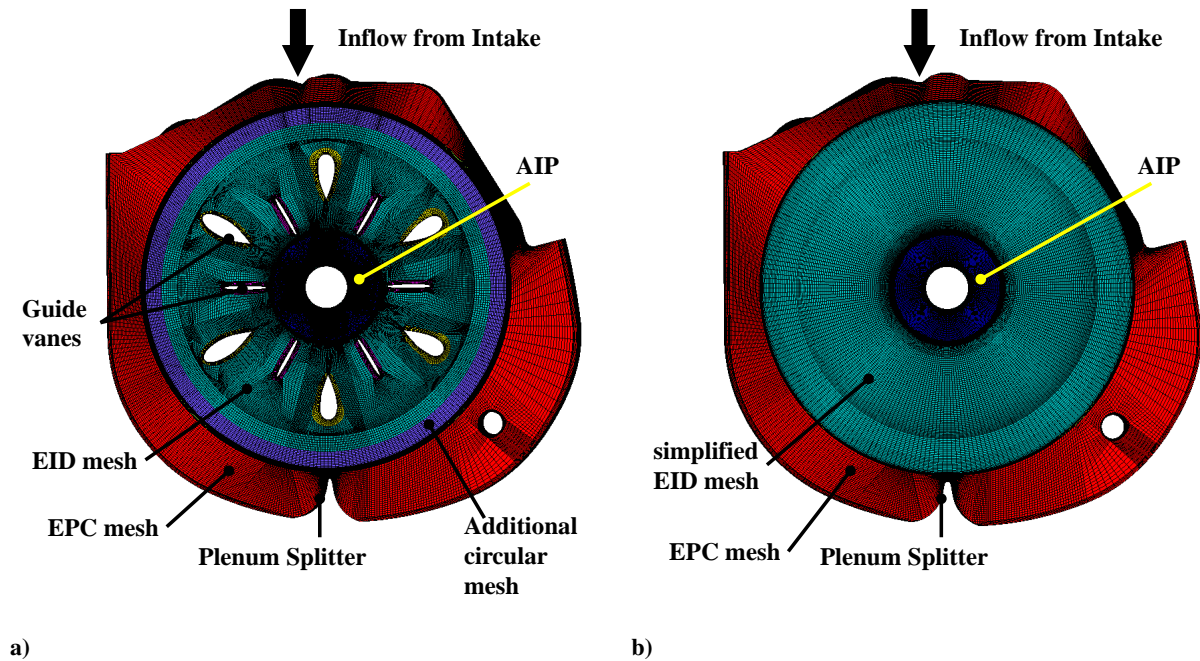 Inflow from Intake
AIP
Guide
vanes
EID mesh
EPC mesh
Plenum Splitter
Additional
circular
mesh
a)
Inflow from Intake
AIP
simplified
EID mesh
EPC mesh
Plenum Splitter
b)